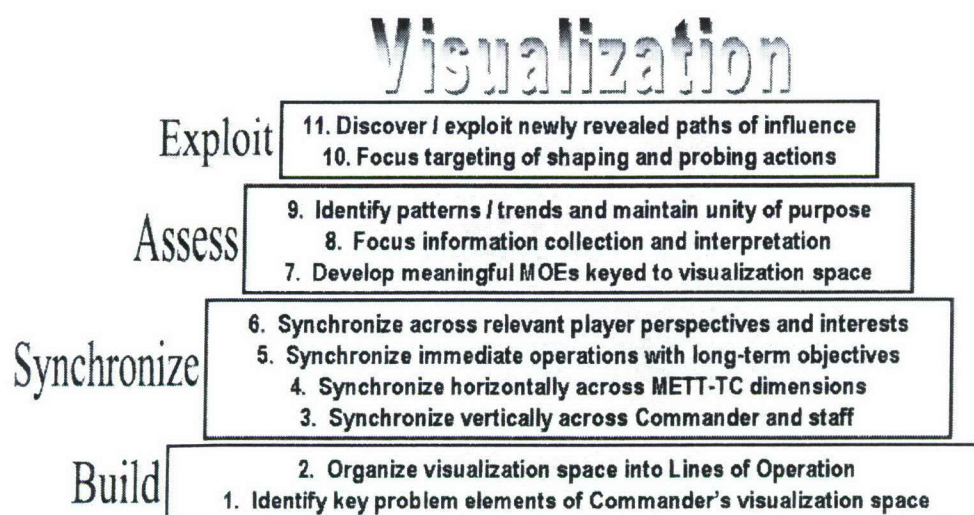 Visualization
Exploit
11. Discover / exploit newly revealed paths of influence
10. Focus targeting of shaping and probing actions
Assess
9. Identify patterns / trends and maintain unity of purpose
8. Focus information collection and interpretation
7. Develop meaningful MOEs keyed to visualization space
Synchronize
6. Synchronize across relevant player perspectives and interests
5. Synchronize immediate operations with long-term objectives
4. Synchronize horizontally across METT-TC dimensions
3. Synchronize vertically across Commander and staff
Build
2. Organize visualization space into Lines of Operation
1. Identify key problem elements of Commander's visualization space